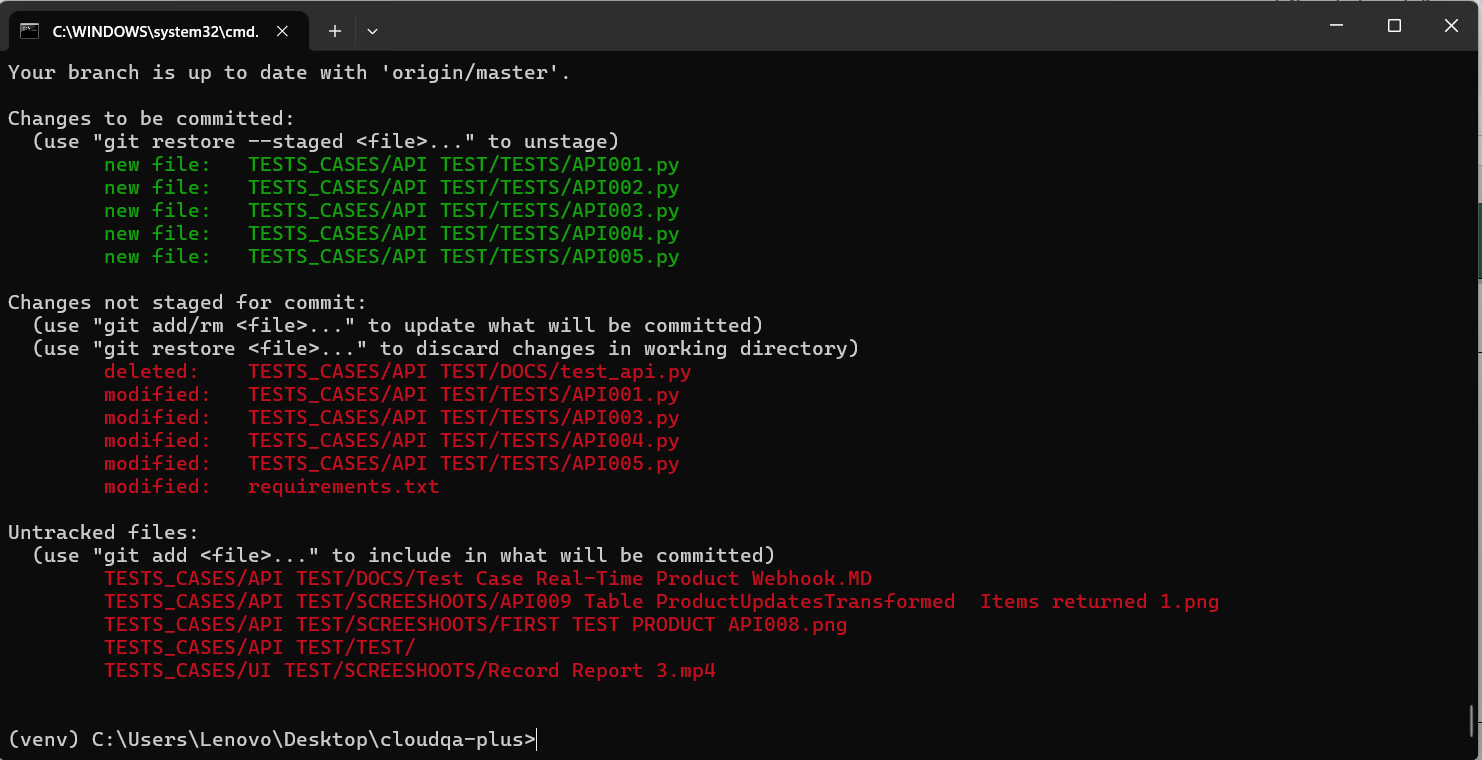 C:\WINDOWS\system32\cmd.
Your branch is up to date with 'origin/master'.
Changes to be committed:
  (use "git restore --staged <file>..." to unstage)
        new file:   TESTS_CASES/API TEST/TESTS/API001.py
        new file:   TESTS_CASES/API TEST/TESTS/API002.py
        new file:   TESTS_CASES/API TEST/TESTS/API003.py
        new file:   TESTS_CASES/API TEST/TESTS/API004.py
        new file:   TESTS_CASES/API TEST/TESTS/API005.py
Changes not staged for commit:
  (use "git add/rm <file>..." to update what will be committed)
  (use "git restore <file>..." to discard changes in working directory)
        deleted:    TESTS_CASES/API TEST/DOCS/test_api.py
        modified:   TESTS_CASES/API TEST/TESTS/API001.py
        modified:   TESTS_CASES/API TEST/TESTS/API003.py
        modified:   TESTS_CASES/API TEST/TESTS/API004.py
        modified:   TESTS_CASES/API TEST/TESTS/API005.py
        modified:   requirements.txt
Untracked files:
  (use "git add <file>..." to include in what will be committed)
        TESTS_CASES/API TEST/DOCS/Test Case Real-Time Product Webhook.MD
        TESTS_CASES/API TEST/SCREESHOOTS/API009 Table ProductUpdatesTransformed  Items returned 1.png
        TESTS_CASES/API TEST/SCREESHOOTS/FIRST TEST PRODUCT API008.png
        TESTS_CASES/API TEST/TEST/
        TESTS_CASES/UI TEST/SCREESHOOTS/Record Report 3.mp4
(venv) C:\Users\Lenovo\Desktop\cloudqa-plus>